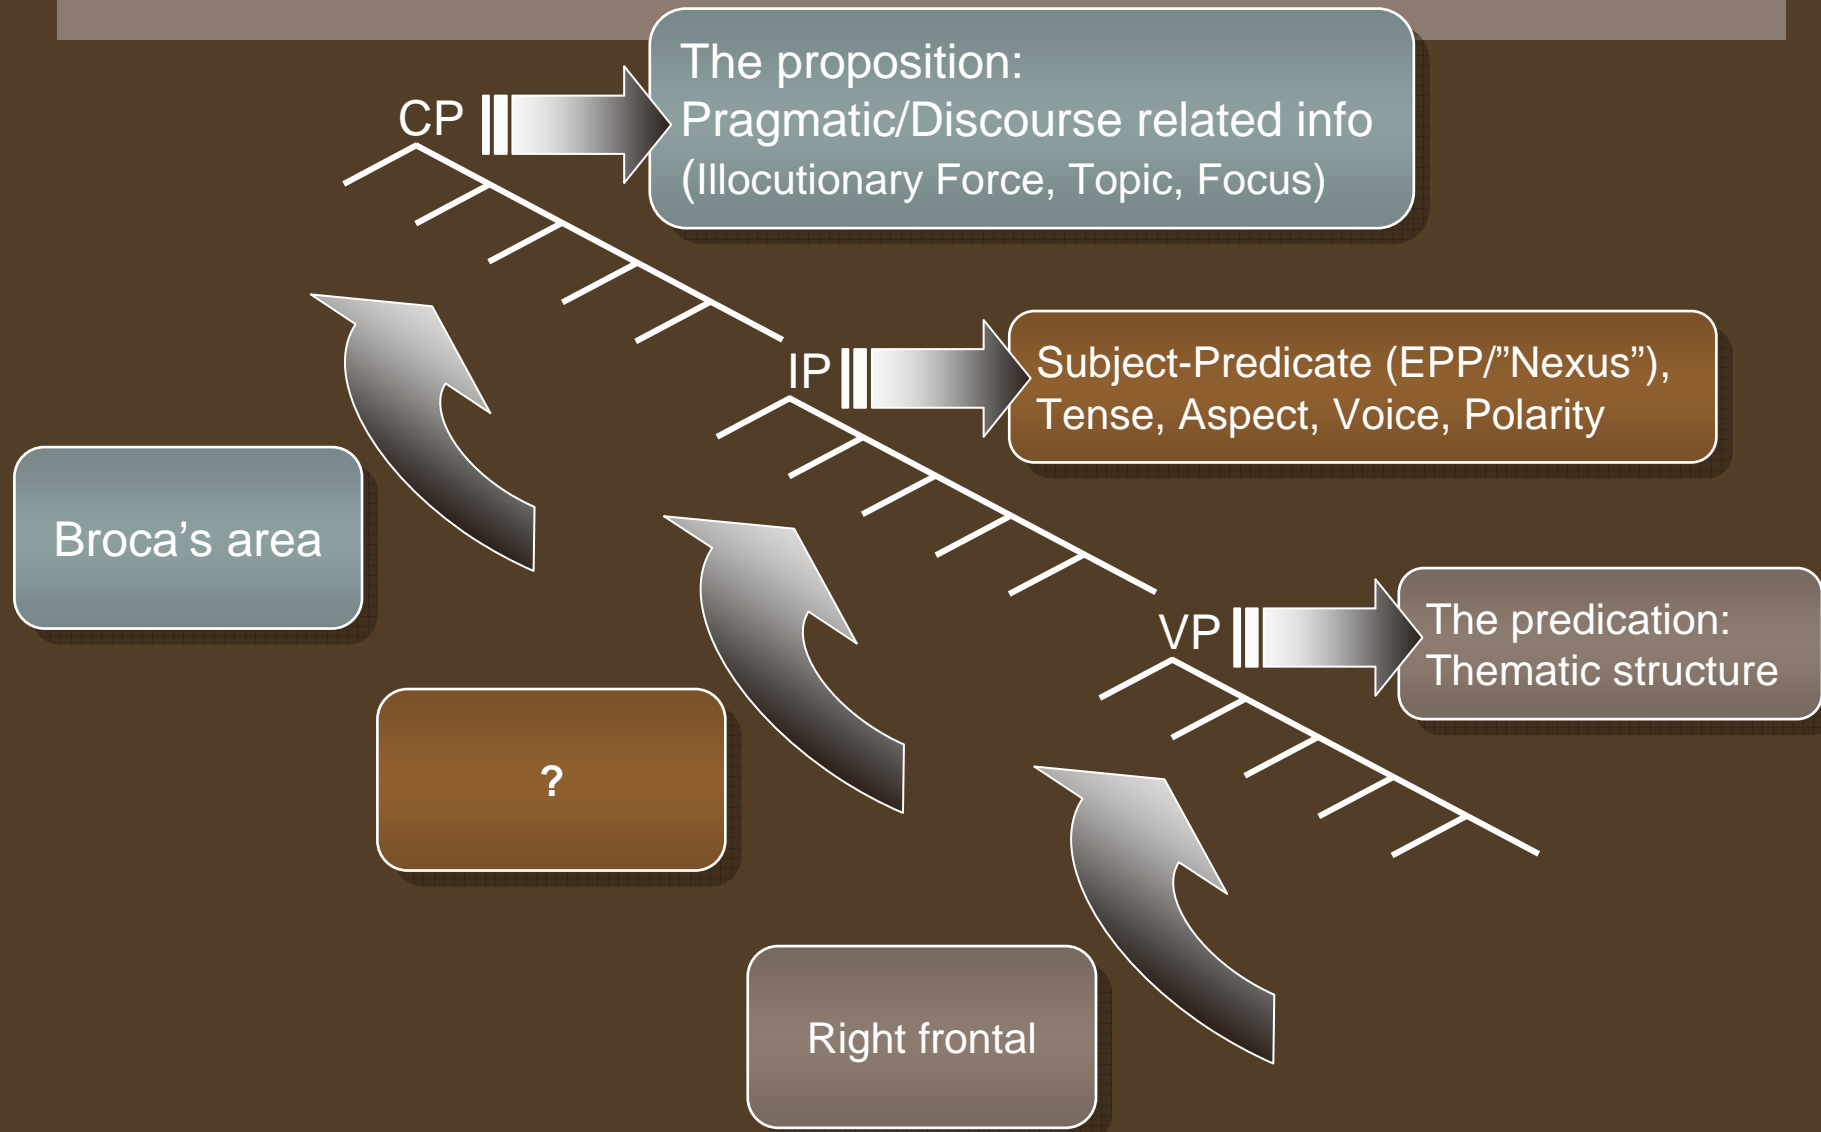 CP
The proposition:
Pragmatic/Discourse related info
(Illocutionary Force, Topic, Focus)
IP
Subject-Predicate (EPP/”Nexus”),
Tense, Aspect, Voice, Polarity
Broca’s area
VP
The predication:
Thematic structure
?
Right frontal